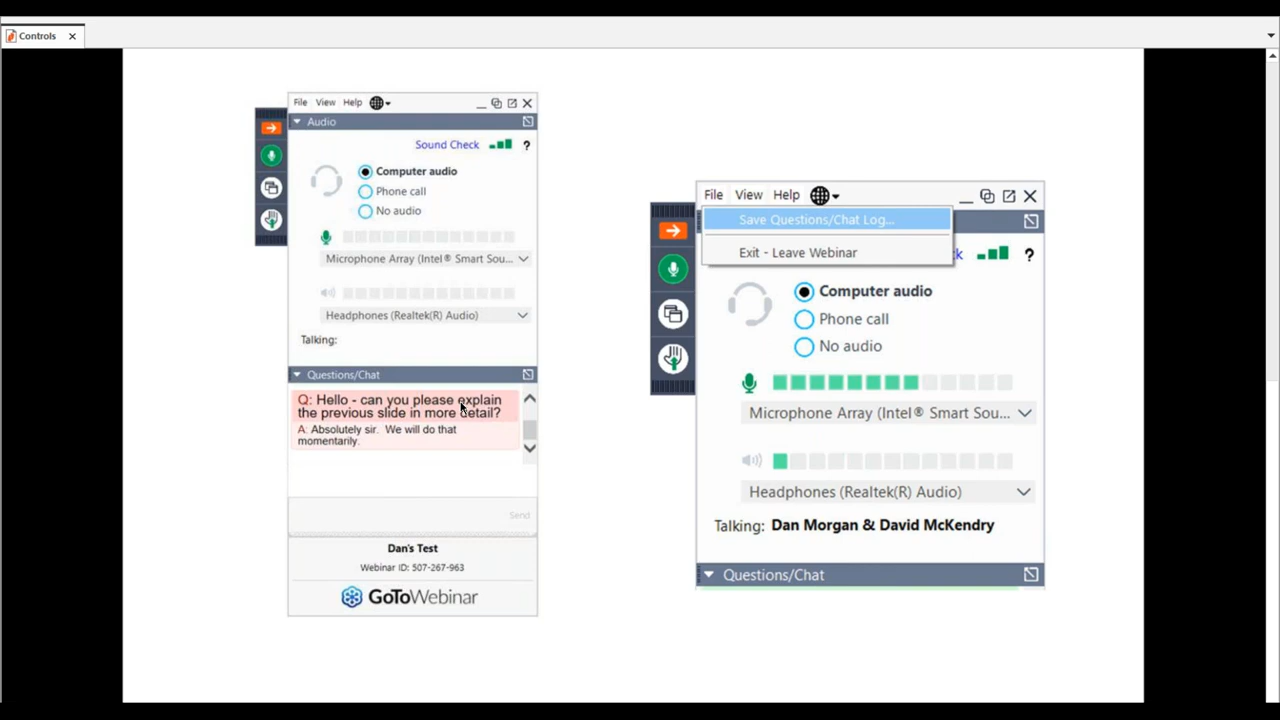 Controls
File View Help
Audio
Sound Check ?
Computer audio
Phone call
No audio
Microphone Array (Intel® Smart Sou...
Headphones (Realtek(R) Audio)
Talking:
Questions/Chat
Q: Hello - can you please explain
the previous slide in more detail?
A: Absolutely sir. We will do that
momentarily.
Send
Dan's Test
Webinar ID: 507-267-963
GoToWebinar
File View Help
Save Questions/Chat Log...
Exit - Leave Webinar
k ?
Computer audio
Phone call
No audio
Microphone Array (Intel® Smart Sou...
Headphones (Realtek(R) Audio)
Talking: Dan Morgan & David McKendry
Questions/Chat